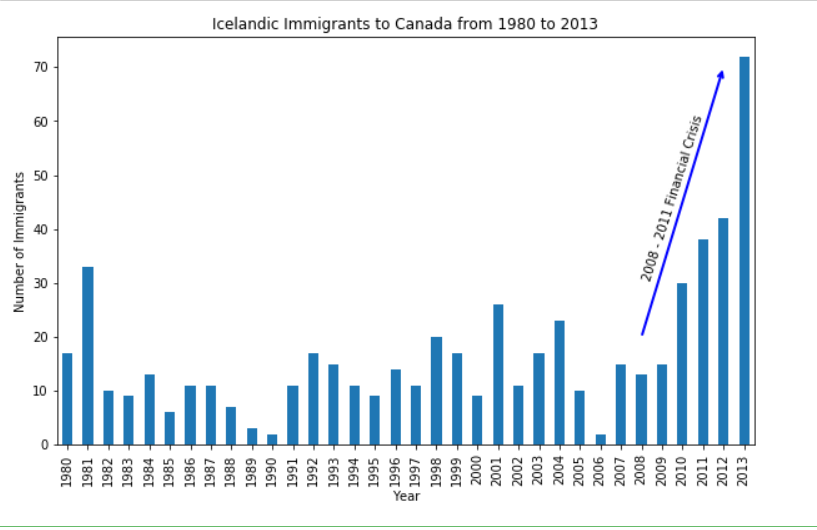 Icelandic Immigrants to Canada from 1980 to 2013
70
60
50
40
30
20
10
0
Number of Immigrants
2008 - 2011 Financial Crisis
1980 1981 1982 1983 1984 1985 1986 1987 1988 1989 1990 1991 1992 1993 1994 1995 1996 1997 1998 1999 2000 2001 2002 2003 2004 2005 2006 2007 2008 2009 2010 2011 2012 2013
Year